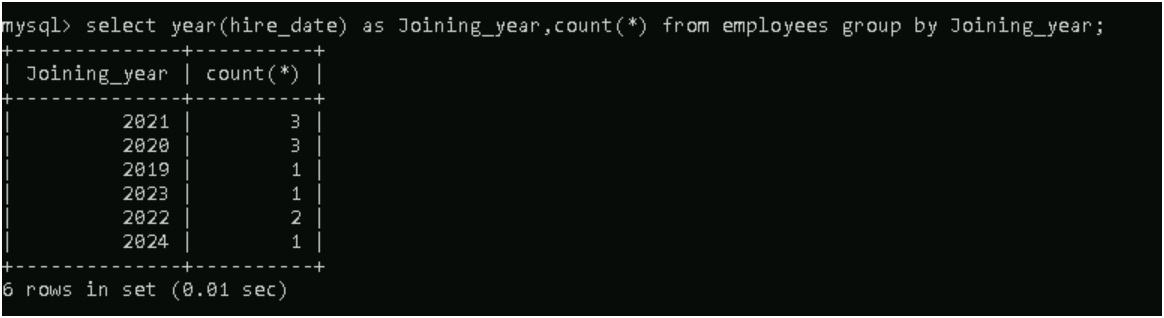 mysql> select year(hire_date) as Joining_year,count(*) from employees group by Joining_year;
+--------------+----------+
| Joining_year | count(*) |
+--------------+----------+
|         2021 |        3 |
|         2020 |        3 |
|         2019 |        1 |
|         2023 |        1 |
|         2022 |        2 |
|         2024 |        1 |
+--------------+----------+
6 rows in set (0.01 sec)